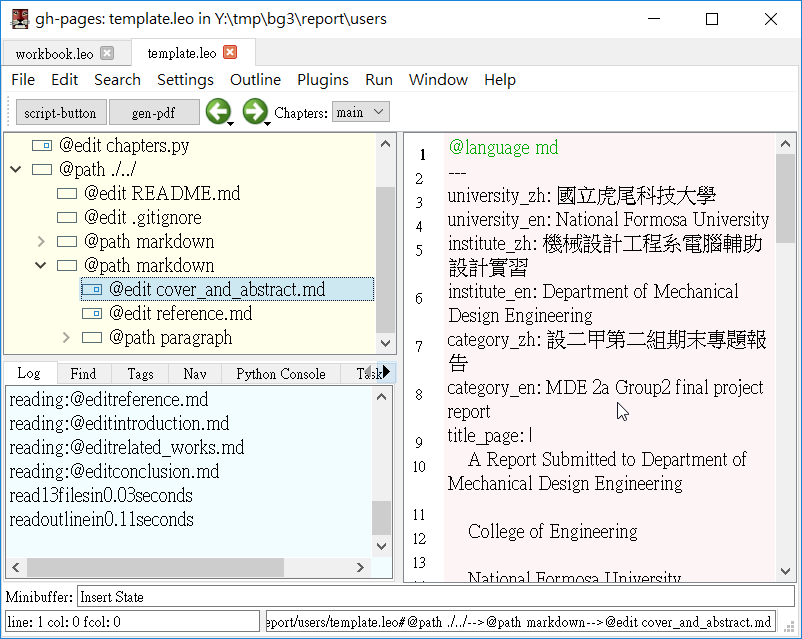 gh-pages: template.leo in Y:\tmp\bg3\report\users
workbook.leo
template.leo
File Edit Search Settings Outline Plugins Run Window Help
script-button gen-pdf Chapters: main
@edit chapters.py
@path ./../
@edit README.md
@edit .gitignore
@path markdown
@path markdown
@edit cover_and_abstract.md
@edit reference.md
@path paragraph
Log Find Tags Nav Python Console Task
reading:@editreference.md
reading:@editintroduction.md
reading:@editrelated_works.md
reading:@editconclusion.md
read13filesin0.03seconds
readoutlinein0.11seconds
1 @language md
2 ---
3 university_zh: 國立虎尾科技大學
4 university_en: National Formosa University
5 institute_zh: 機械設計工程系電腦輔助
設計實習
6 institute_en: Department of Mechanical
Design Engineering
7 category_zh: 設二甲第二組期末專題報
告
8 category_en: MDE 2a Group2 final project
report
9 title_page: |
10 A Report Submitted to Department of
Mechanical Design Engineering
11
12 College of Engineering
13
National Formosa University
Minibuffer: Insert State
line: 1 col: 0 fcol: 0
eport/users/template.leo#@path ./../-->@path markdown-->@edit cover_and_abstract.md